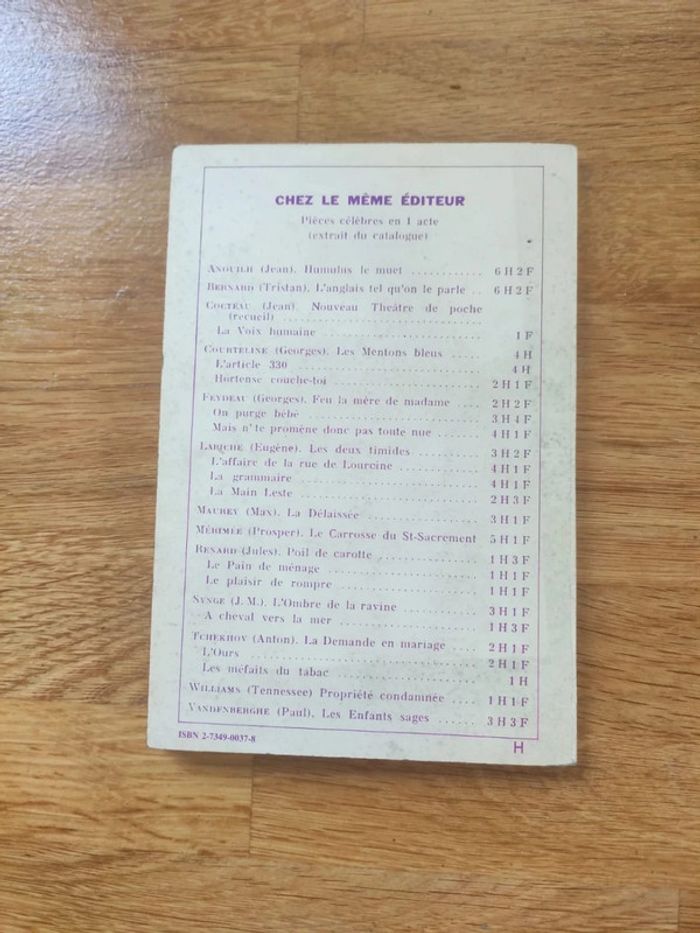 CHEZ LE MÊME ÉDITEUR
Pièces célèbres en 1 acte
(extrait du catalogue)
ANOUILH (Jean). Humulus le muet ............ 6 H 2 F
BERNARD (Tristan). L'anglais tel qu'on le parle .. 6 H 2 F
COCTEAU (Jean). Nouveau Théâtre de poche
(recueil) ..............................
La Voix humaine ........................ 1 F
COURTELINE (Georges). Les Mentons bleus ..... 4 H
L'article 330 ........................... 4 H
Hortense couche-toi ..................... 2 H 1 F
FEYDEAU (Georges). Feu la mère de madame .... 2 H 2 F
On purge bébé .......................... 3 H 4 F
Mais n'te promène donc pas toute nue ....... 4 H 1 F
LABICHE (Eugène). Les deux timides .......... 3 H 2 F
L'affaire de la rue de Lourcine ............. 4 H 1 F
La grammaire ........................... 4 H 1 F
La Main Leste .......................... 2 H 3 F
MAUREY (Max). La Délaissée ................ 3 H 1 F
MÉRIMÉE (Prosper). Le Carrosse du St-Sacrement 5 H 1 F
RENARD (Jules). Poil de carotte ............... 1 H 3 F
Le Pain de ménage ...................... 1 H 1 F
Le plaisir de rompre ..................... 1 H 1 F
SYNGE (J. M.). L'Ombre de la ravine .......... 3 H 1 F
A cheval vers la mer ..................... 1 H 3 F
TCHEKHOV (Anton). La Demande en mariage .. 2 H 1 F
L'Ours ................................. 2 H 1 F
Les méfaits du tabac ..................... 1 H
WILLIAMS (Tennessee) Propriété condamnée .... 1 H 1 F
VANDENBERGHE (Paul). Les Enfants sages ...... 3 H 3 F
ISBN 2-7349-0037-8
H